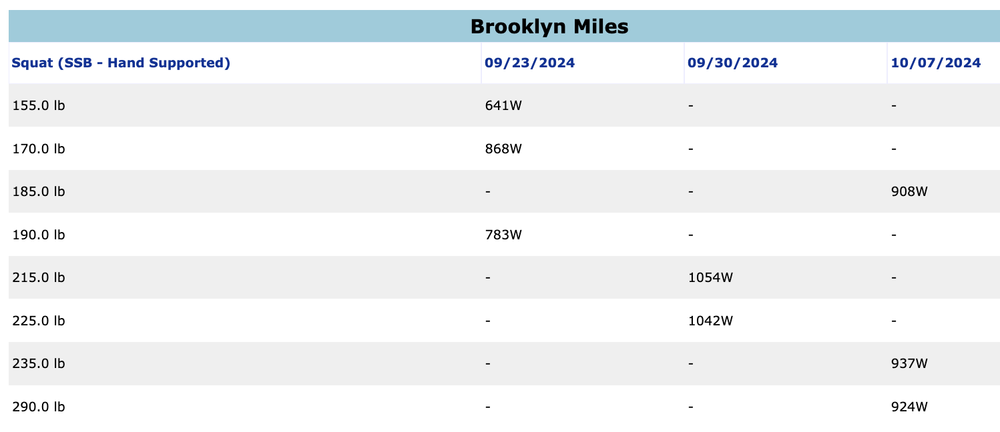 Brooklyn Miles
Squat (SSB - Hand Supported) 09/23/2024 09/30/2024 10/07/2024
155.0 lb 641W - -
170.0 lb 868W - -
185.0 lb - - 908W
190.0 lb 783W - -
215.0 lb - 1054W -
225.0 lb - 1042W -
235.0 lb - - 937W
290.0 lb - - 924W